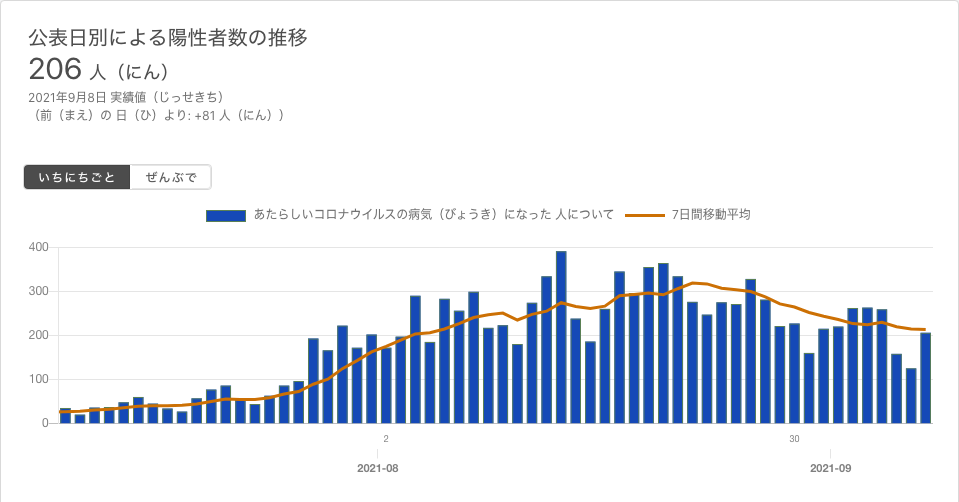 公表日別による陽性者数の推移
206 人（にん）
2021年9月8日 実績値（じっせきち）
（前（まえ）の 日（ひ）より: +81 人（にん））
いちにちごと ぜんぶで
あたらしいコロナウイルスの病気（びょうき）になった 人について 7日間移動平均
400
300
200
100
0
2 30
2021-08 2021-09